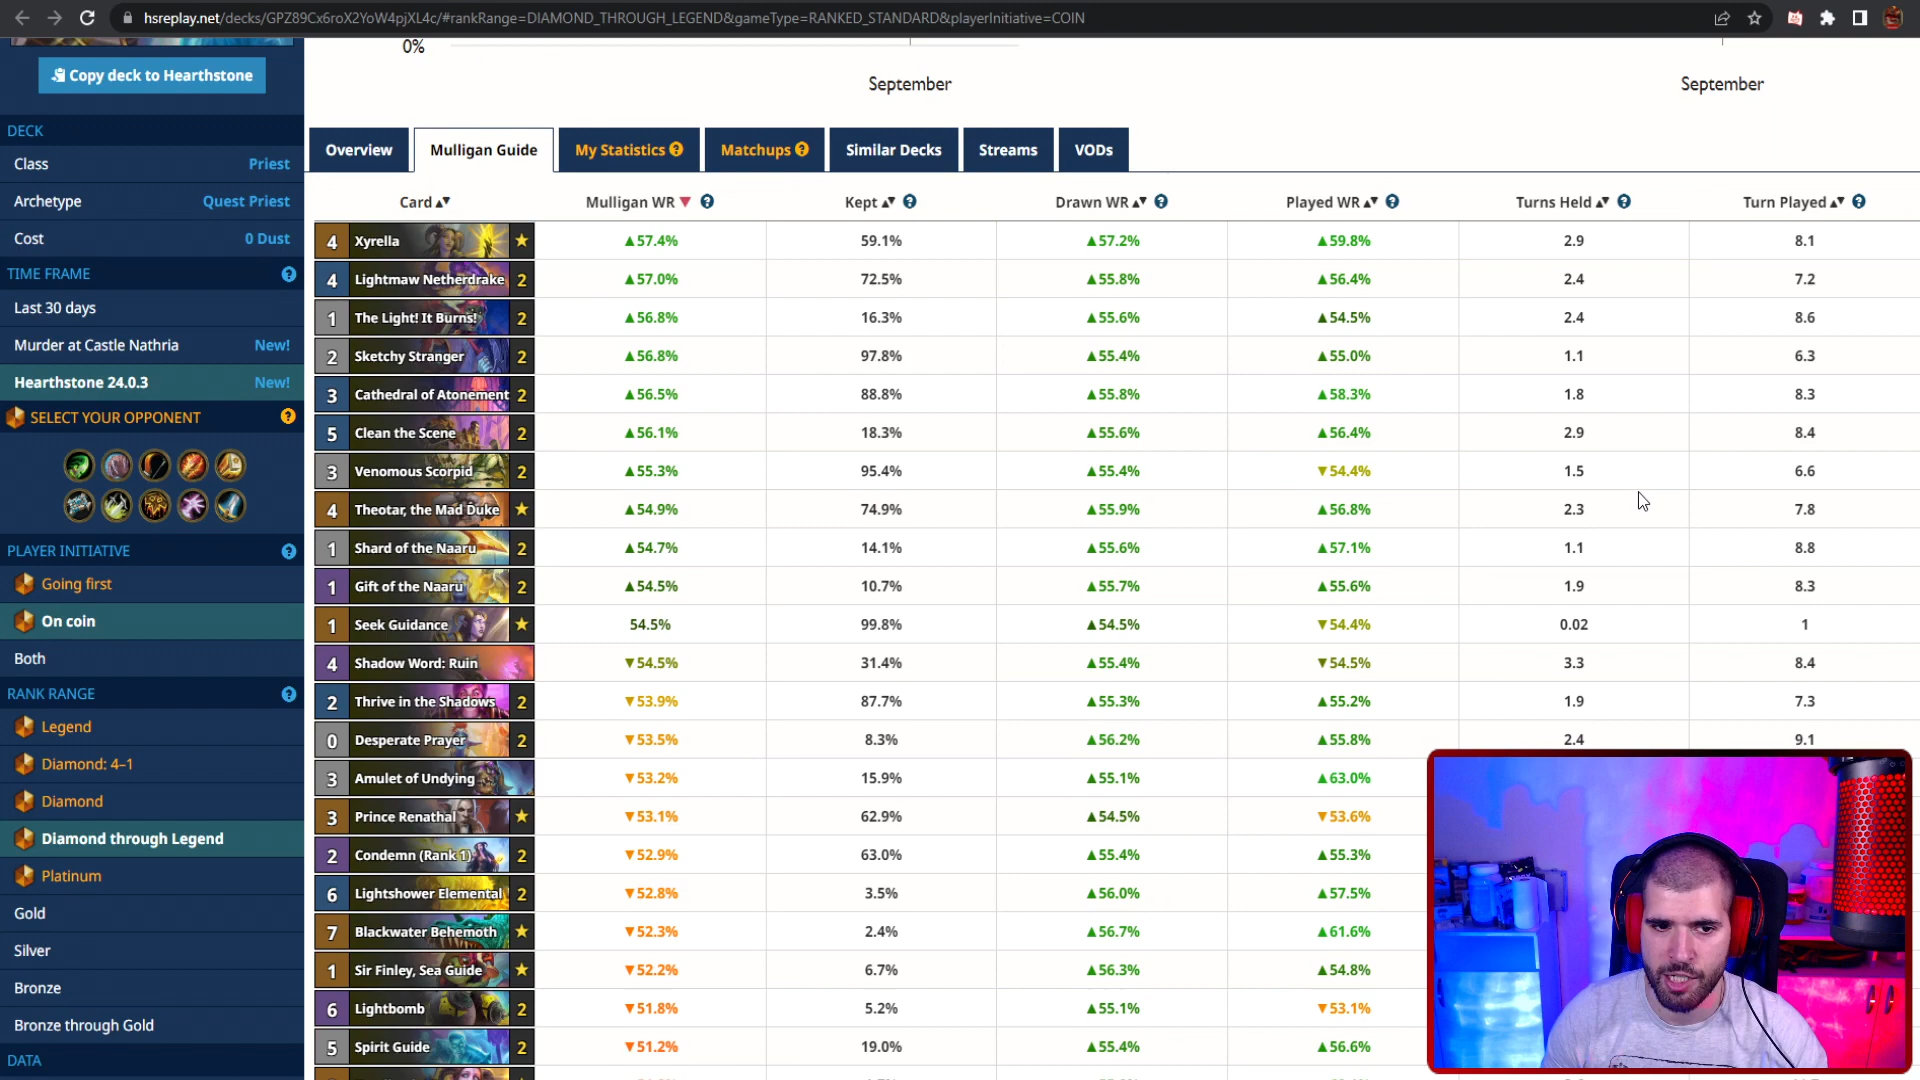 hsreplay.net/decks/GPZ89Cx6roX2YoW4pjXL4c/#rankRange=DIAMOND_THROUGH_LEGEND&gameType=RANKED_STANDARD&playerInitiative=COIN
Copy deck to Hearthstone
DECK
Class Priest
Archetype Quest Priest
Cost 0 Dust
TIME FRAME ?
Last 30 days
Murder at Castle Nathria New!
Hearthstone 24.0.3 New!
SELECT YOUR OPPONENT ?
PLAYER INITIATIVE ?
Going first
On coin
Both
RANK RANGE ?
Legend
Diamond: 4–1
Diamond
Diamond through Legend
Platinum
Gold
Silver
Bronze
Bronze through Gold
DATA
0%
September September
Overview Mulligan Guide My Statistics ? Matchups ? Similar Decks Streams VODs
Card ▲▼ Mulligan WR ▼ ? Kept ▲▼ ? Drawn WR ▲▼ ? Played WR ▲▼ ? Turns Held ▲▼ ? Turn Played ▲▼ ?
4 Xyrella ★ ▲57.4% 59.1% ▲57.2% ▲59.8% 2.9 8.1
4 Lightmaw Netherdrake 2 ▲57.0% 72.5% ▲55.8% ▲56.4% 2.4 7.2
1 The Light! It Burns! 2 ▲56.8% 16.3% ▲55.6% ▲54.5% 2.4 8.6
2 Sketchy Stranger 2 ▲56.8% 97.8% ▲55.4% ▲55.0% 1.1 6.3
3 Cathedral of Atonement 2 ▲56.5% 88.8% ▲55.8% ▲58.3% 1.8 8.3
5 Clean the Scene 2 ▲56.1% 18.3% ▲55.6% ▲56.4% 2.9 8.4
3 Venomous Scorpid 2 ▲55.3% 95.4% ▲55.4% ▼54.4% 1.5 6.6
4 Theotar, the Mad Duke ★ ▲54.9% 74.9% ▲55.9% ▲56.8% 2.3 7.8
1 Shard of the Naaru 2 ▲54.7% 14.1% ▲55.6% ▲57.1% 1.1 8.8
1 Gift of the Naaru 2 ▲54.5% 10.7% ▲55.7% ▲55.6% 1.9 8.3
1 Seek Guidance ★ 54.5% 99.8% ▲54.5% ▼54.4% 0.02 1
4 Shadow Word: Ruin ▼54.5% 31.4% ▲55.4% ▼54.5% 3.3 8.4
2 Thrive in the Shadows 2 ▼53.9% 87.7% ▲55.3% ▲55.2% 1.9 7.3
0 Desperate Prayer 2 ▼53.5% 8.3% ▲56.2% ▲55.8% 2.4 9.1
3 Amulet of Undying ▼53.2% 15.9% ▲55.1% ▲63.0%
3 Prince Renathal ★ ▼53.1% 62.9% ▲54.5% ▼53.6%
2 Condemn (Rank 1) 2 ▼52.9% 63.0% ▲55.4% ▲55.3%
6 Lightshower Elemental 2 ▼52.8% 3.5% ▲56.0% ▲57.5%
7 Blackwater Behemoth ★ ▼52.3% 2.4% ▲56.7% ▲61.6%
1 Sir Finley, Sea Guide ★ ▼52.2% 6.7% ▲56.3% ▲54.8%
6 Lightbomb 2 ▼51.8% 5.2% ▲55.1% ▼53.1%
5 Spirit Guide 2 ▼51.2% 19.0% ▲55.4% ▲56.6%